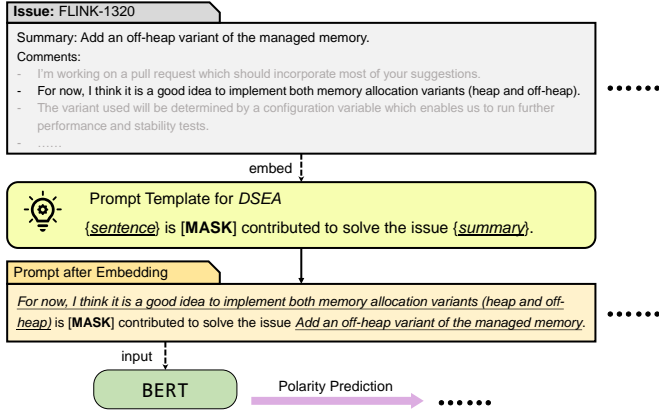 Issue: FLINK-1320
Summary: Add an off-heap variant of the managed memory.
Comments:
- I'm working on a pull request which should incorporate most of your suggestions.
- For now, I think it is a good idea to implement both memory allocation variants (heap and off-heap).
- The variant used will be determined by a configuration variable which enables us to run further
performance and stability tests.
- ......
embed
Prompt Template for DSEA
{sentence} is [MASK] contributed to solve the issue {summary}.
Prompt after Embedding
For now, I think it is a good idea to implement both memory allocation variants (heap and off-
heap) is [MASK] contributed to solve the issue Add an off-heap variant of the managed memory.
input
BERT
Polarity Prediction